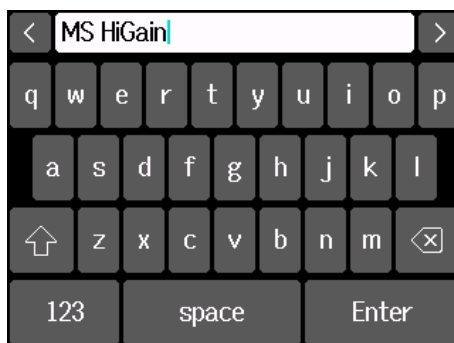 MS HiGain
q w e r t y u i o p
a s d f g h j k l
z x c v b n m
123 space Enter